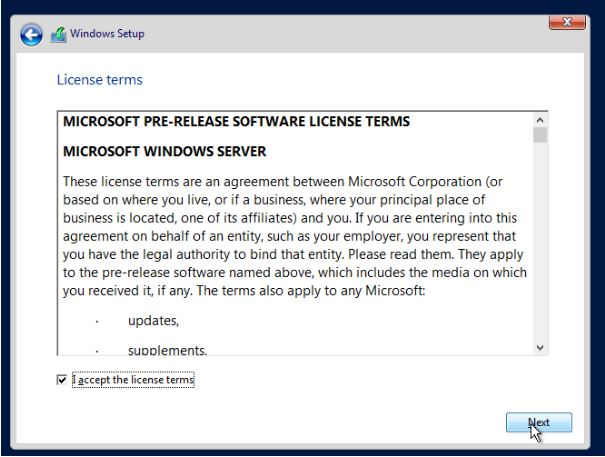 Windows Setup
License terms
MICROSOFT PRE-RELEASE SOFTWARE LICENSE TERMS
MICROSOFT WINDOWS SERVER
These license terms are an agreement between Microsoft Corporation (or
based on where you live, or if a business, where your principal place of
business is located, one of its affiliates) and you. If you are entering into this
agreement on behalf of an entity, such as your employer, you represent that
you have the legal authority to bind that entity. Please read them. They apply
to the pre-release software named above, which includes the media on which
you received it, if any. The terms also apply to any Microsoft:
· updates,
· supplements,
I accept the license terms
Next